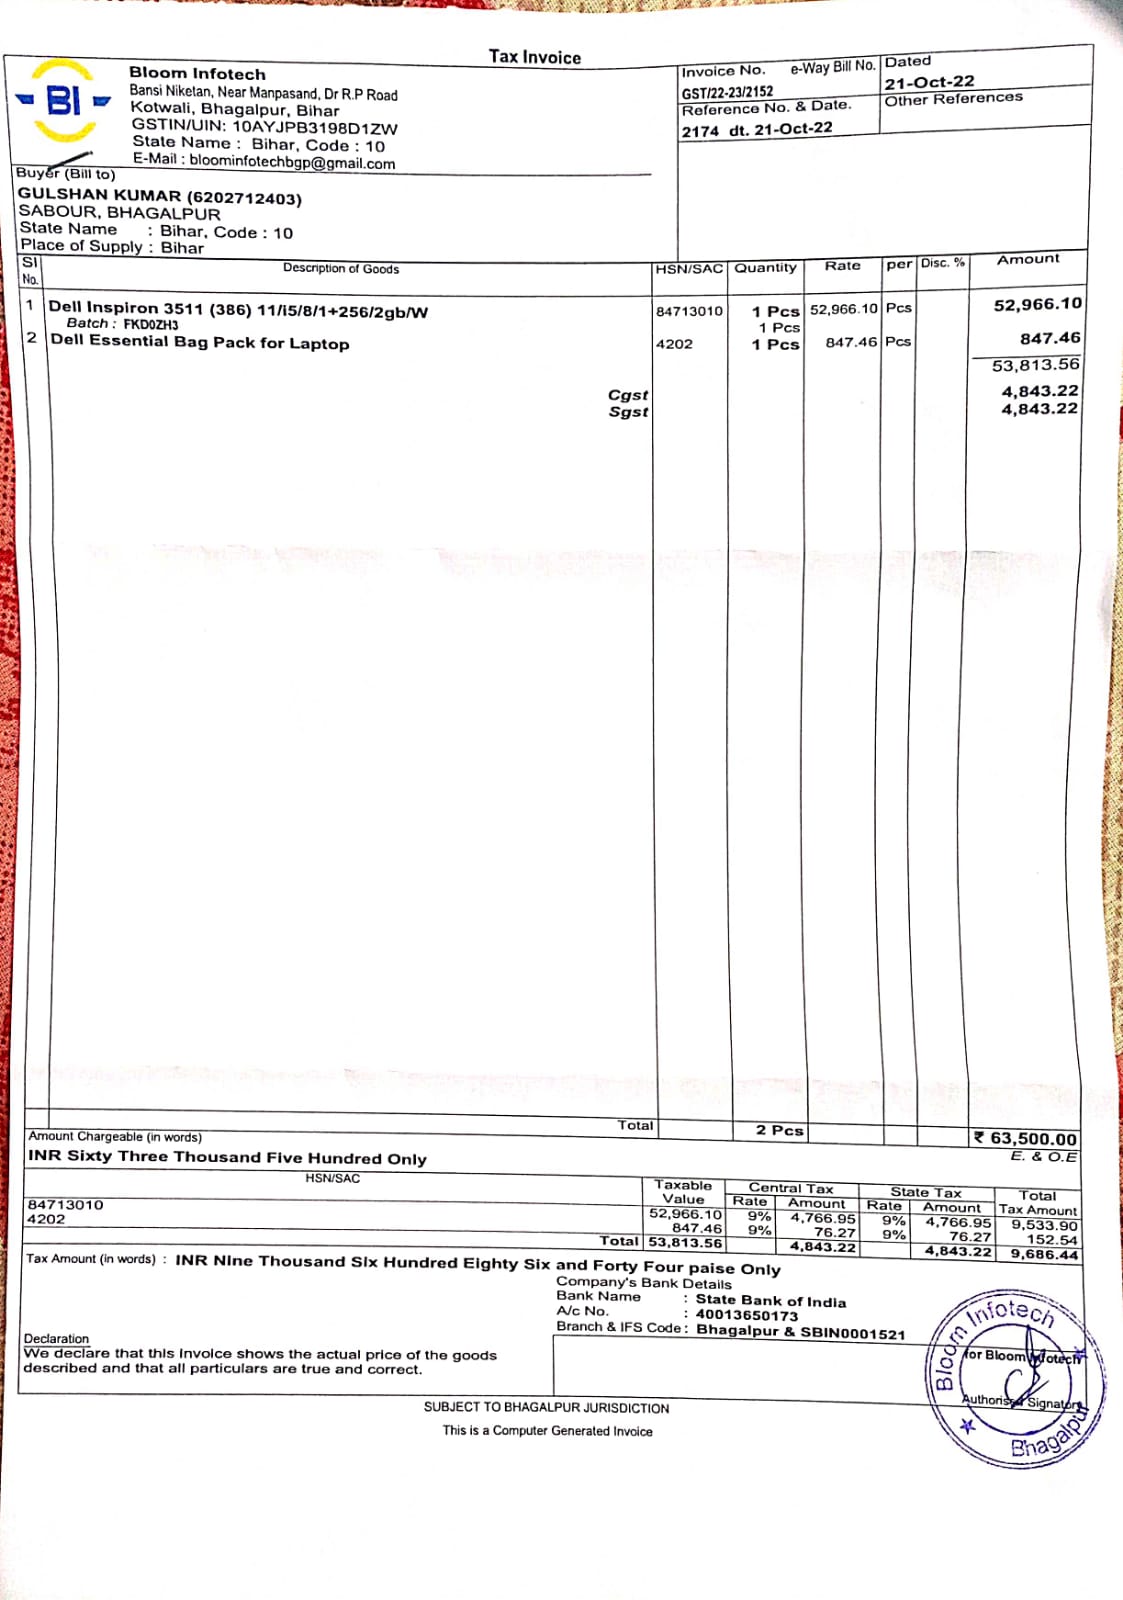 Tax Invoice
BI
Bloom Infotech
Bansi Niketan, Near Manpasand, Dr R.P Road
Kotwali, Bhagalpur, Bihar
GSTIN/UIN: 10AYJPB3198D1ZW
State Name : Bihar, Code : 10
E-Mail : bloominfotechbgp@gmail.com
Invoice No. e-Way Bill No. Dated
GST/22-23/2152 21-Oct-22
Reference No. & Date. Other References
2174 dt. 21-Oct-22
Buyer (Bill to)
GULSHAN KUMAR (6202712403)
SABOUR, BHAGALPUR
State Name : Bihar, Code : 10
Place of Supply : Bihar
Sl No. Description of Goods HSN/SAC Quantity Rate per Disc. % Amount
1 Dell Inspiron 3511 (386) 11/i5/8/1+256/2gb/W 84713010 1 Pcs 52,966.10 Pcs 52,966.10
Batch : FKD0ZH3 1 Pcs
2 Dell Essential Bag Pack for Laptop 4202 1 Pcs 847.46 Pcs 847.46
53,813.56
Cgst 4,843.22
Sgst 4,843.22
Total 2 Pcs ₹ 63,500.00
Amount Chargeable (in words) E. & O.E
INR Sixty Three Thousand Five Hundred Only
HSN/SAC Taxable Value Central Tax State Tax Total Tax Amount
Rate Amount Rate Amount
84713010 52,966.10 9% 4,766.95 9% 4,766.95 9,533.90
4202 847.46 9% 76.27 9% 76.27 152.54
Total 53,813.56 4,843.22 4,843.22 9,686.44
Tax Amount (in words) : INR Nine Thousand Six Hundred Eighty Six and Forty Four paise Only
Company's Bank Details
Bank Name : State Bank of India
A/c No. : 40013650173
Branch & IFS Code : Bhagalpur & SBIN0001521
Declaration
We declare that this invoice shows the actual price of the goods
described and that all particulars are true and correct.
for Bloom Infotech
Authorised Signatory
Bloom Infotech
Bhagalpur
SUBJECT TO BHAGALPUR JURISDICTION
This is a Computer Generated Invoice